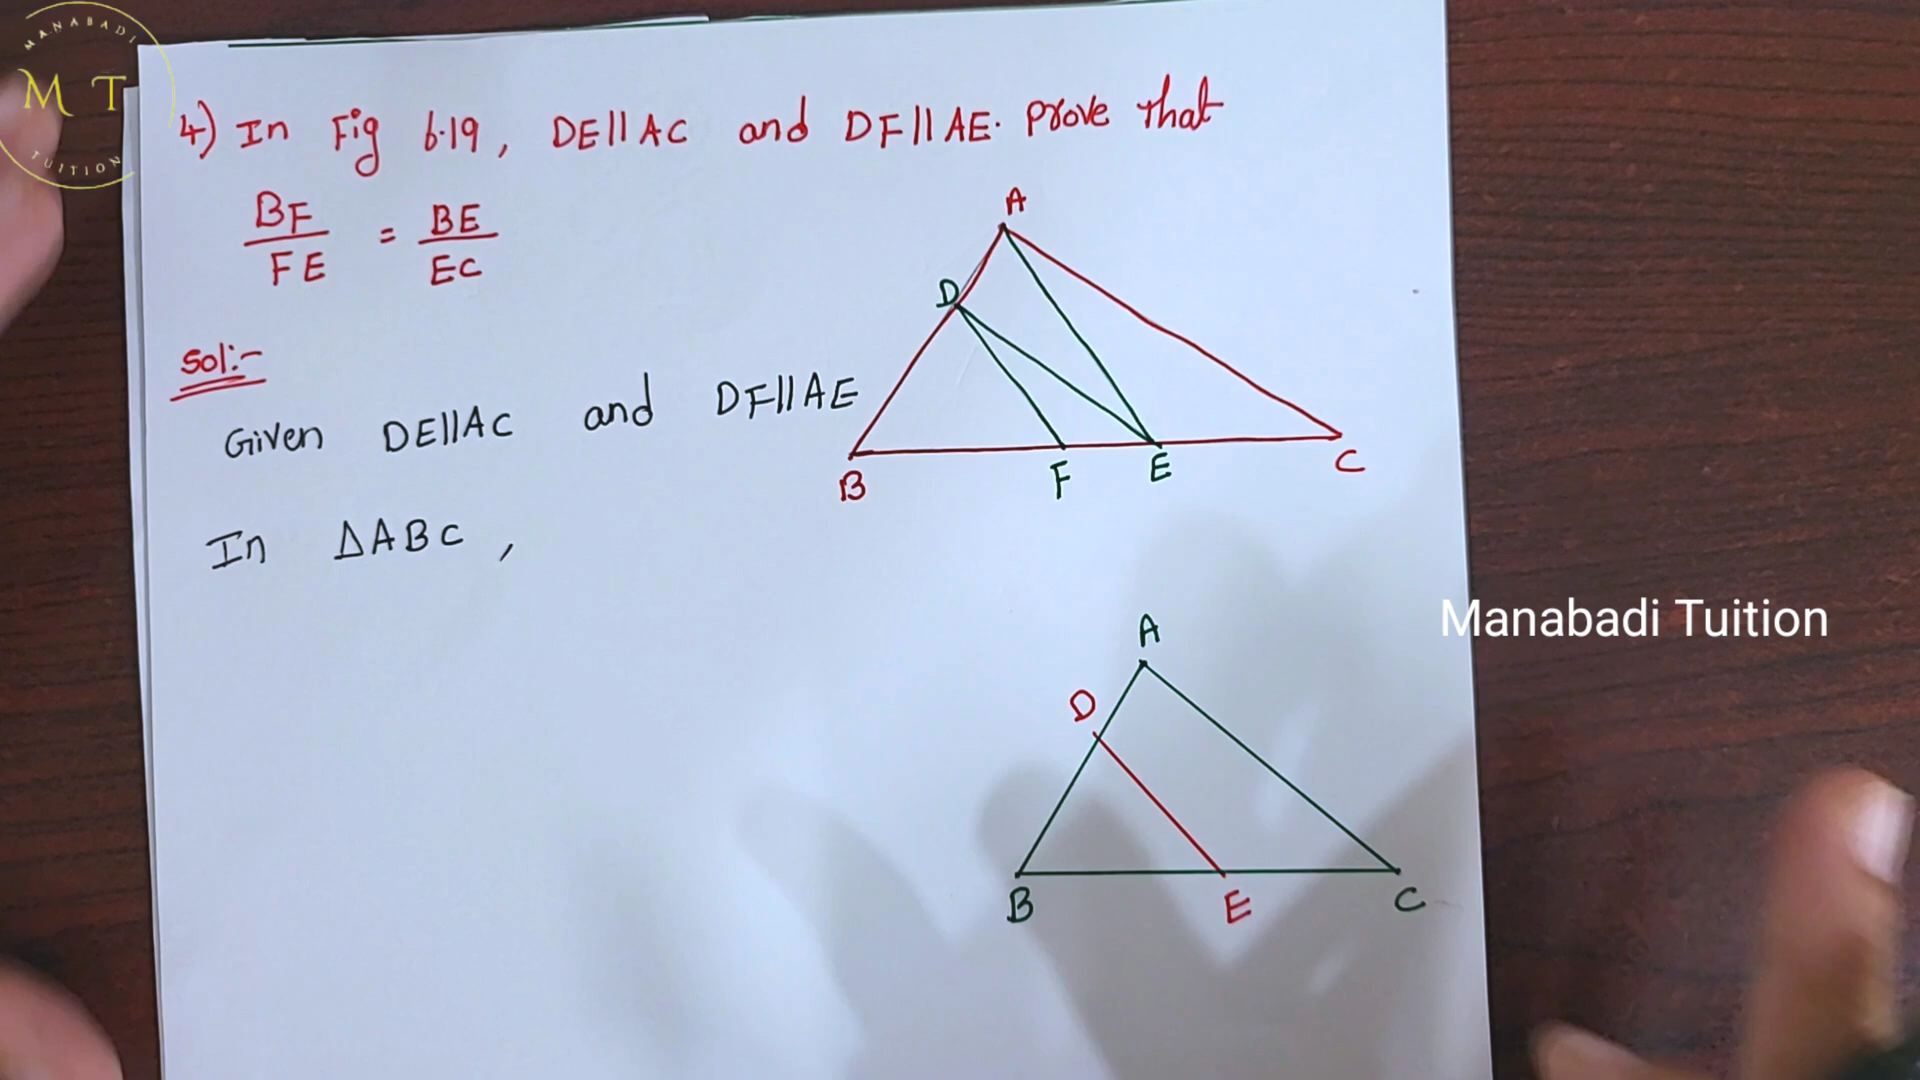 MANABADI
M T
TUITION
4) In Fig 6.19, DE||AC and DF||AE. Prove that
BF/FE = BE/EC
A
D
B F E C
Sol:-
Given DE||AC and DF||AE
In ΔABC,
Manabadi Tuition
A
D
B E C